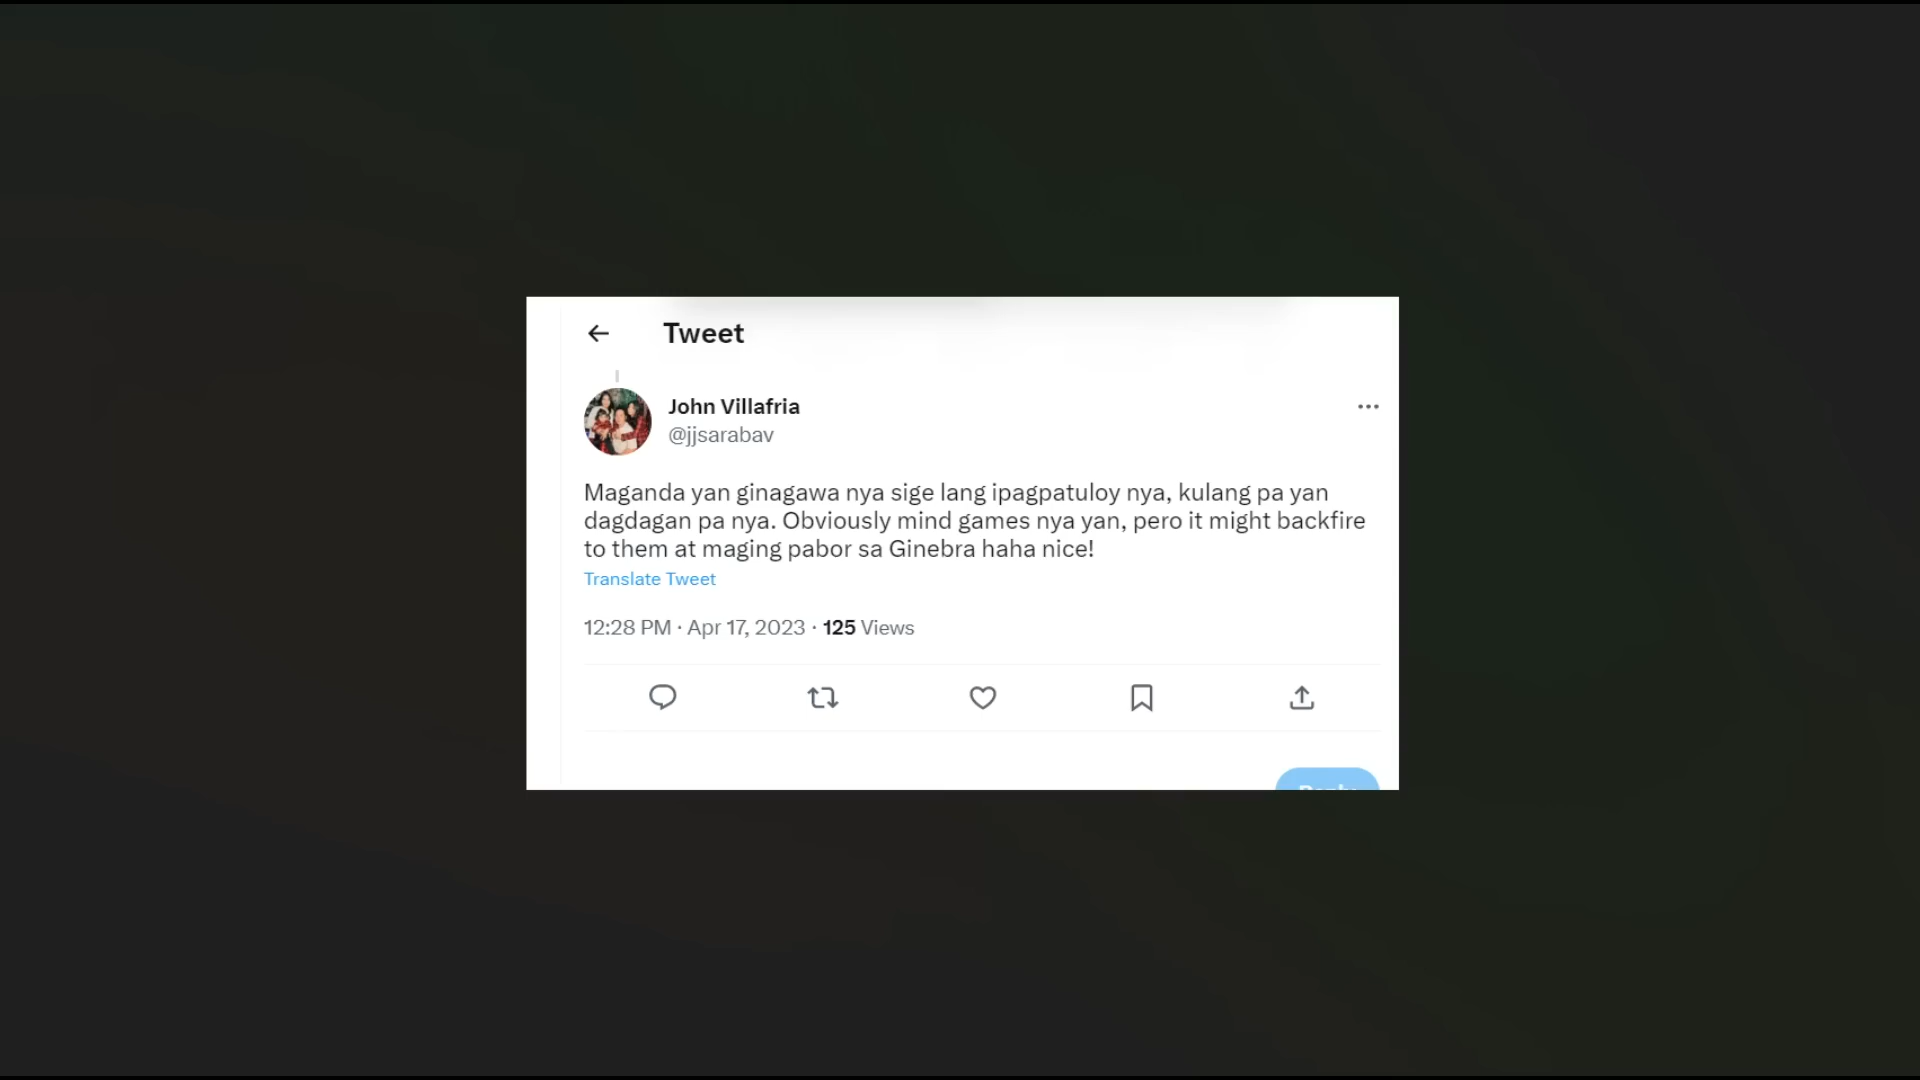 Tweet
John Villafria
@jjsarabav
Maganda yan ginagawa nya sige lang ipagpatuloy nya, kulang pa yan
dagdagan pa nya. Obviously mind games nya yan, pero it might backfire
to them at maging pabor sa Ginebra haha nice!
Translate Tweet
12:28 PM · Apr 17, 2023 · 125 Views
Reply